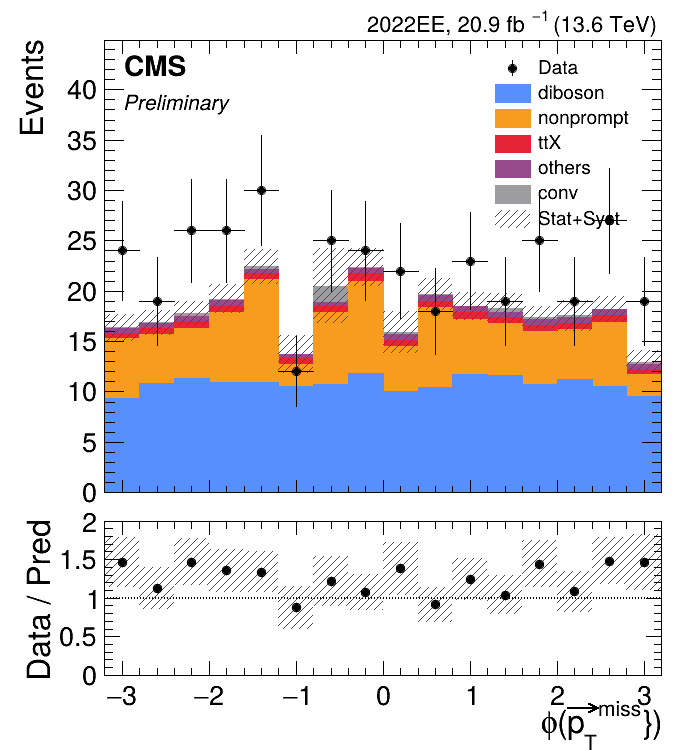 2022EE, 20.9 fb⁻¹ (13.6 TeV)
CMS
Preliminary
Events
40
35
30
25
20
15
10
5
0
Data
diboson
nonprompt
ttX
others
conv
Stat+Syst
Data / Pred
2
1.5
1
0.5
0
−3 −2 −1 0 1 2 3
ϕ(p⃗_T^miss})